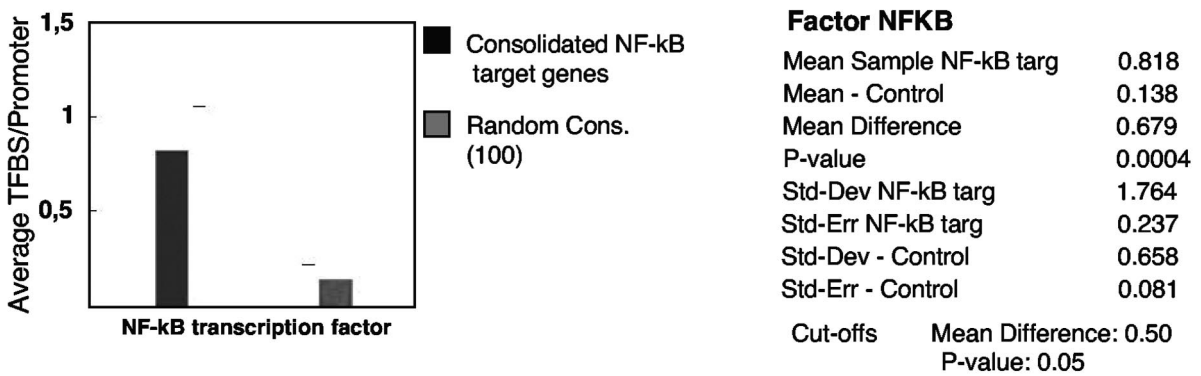 Average TFBS/Promoter
1,5
1
0,5
NF-kB transcription factor
Consolidated NF-kB
target genes
Random Cons.
(100)
Factor NFKB
Mean Sample NF-kB targ 0.818
Mean - Control 0.138
Mean Difference 0.679
P-value 0.0004
Std-Dev NF-kB targ 1.764
Std-Err NF-kB targ 0.237
Std-Dev - Control 0.658
Std-Err - Control 0.081
Cut-offs Mean Difference: 0.50
P-value: 0.05